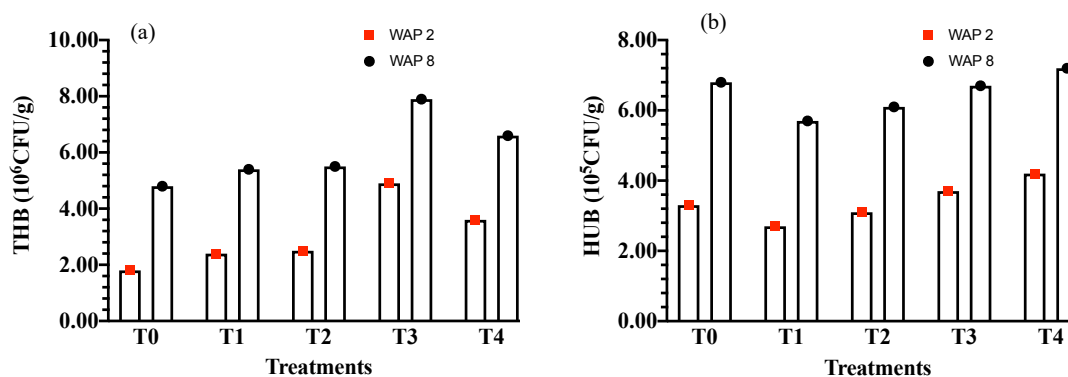 (a)
WAP 2
WAP 8
THB (10⁶CFU/g)
10.00
8.00
6.00
4.00
2.00
0.00
T0 T1 T2 T3 T4
Treatments
(b)
WAP 2
WAP 8
HUB (10⁵CFU/g)
8.00
6.00
4.00
2.00
0.00
T0 T1 T2 T3 T4
Treatments